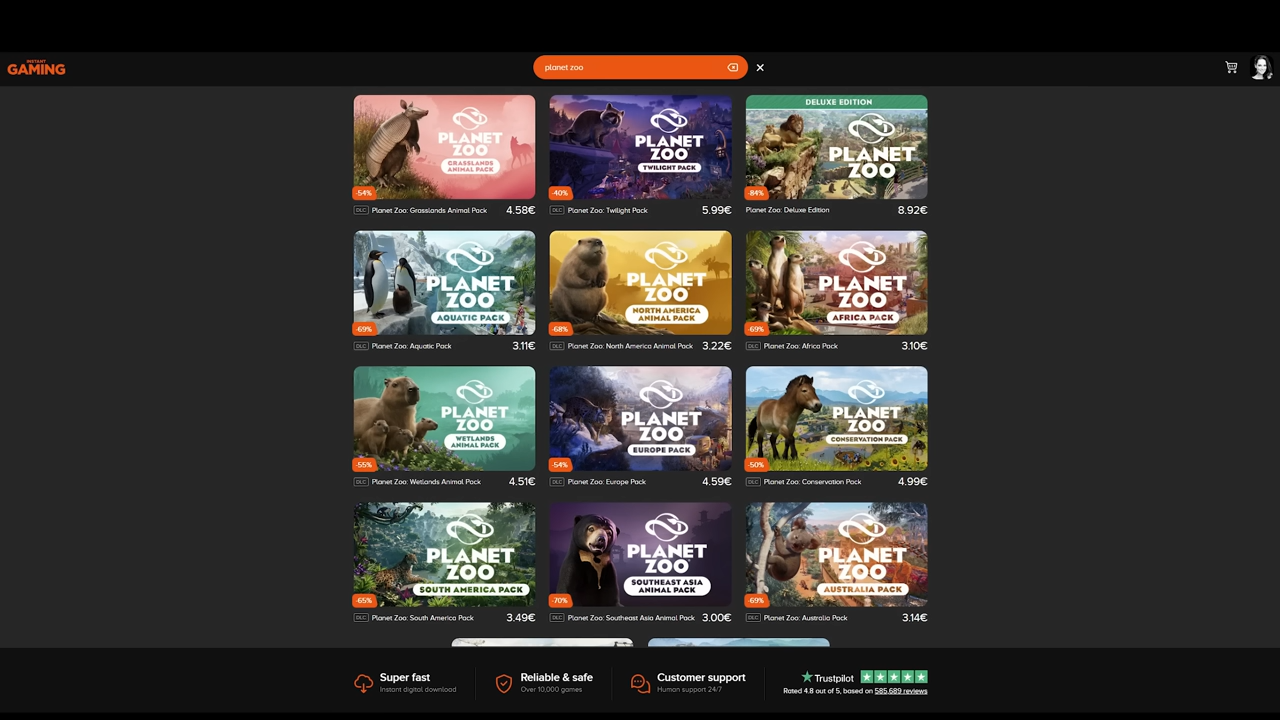 INSTANT
GAMING
planet zoo
PLANET
ZOO
GRASSLANDS
ANIMAL PACK
-54%
DLC Planet Zoo: Grasslands Animal Pack 4.58€
PLANET
ZOO
TWILIGHT PACK
-40%
DLC Planet Zoo: Twilight Pack 5.99€
DELUXE EDITION
PLANET
ZOO
-84%
Planet Zoo: Deluxe Edition 8.92€
PLANET
ZOO
AQUATIC PACK
-69%
DLC Planet Zoo: Aquatic Pack 3.11€
PLANET
ZOO
NORTH AMERICA
ANIMAL PACK
-68%
DLC Planet Zoo: North America Animal Pack 3.22€
PLANET
ZOO
AFRICA PACK
-69%
DLC Planet Zoo: Africa Pack 3.10€
PLANET
ZOO
WETLANDS
ANIMAL PACK
-55%
DLC Planet Zoo: Wetlands Animal Pack 4.51€
PLANET
ZOO
EUROPE PACK
-54%
DLC Planet Zoo: Europe Pack 4.59€
PLANET
ZOO
CONSERVATION PACK
-50%
DLC Planet Zoo: Conservation Pack 4.99€
PLANET
ZOO
SOUTH AMERICA PACK
-65%
DLC Planet Zoo: South America Pack 3.49€
PLANET
ZOO
SOUTHEAST ASIA
ANIMAL PACK
-70%
DLC Planet Zoo: Southeast Asia Animal Pack 3.00€
PLANET
ZOO
AUSTRALIA PACK
-69%
DLC Planet Zoo: Australia Pack 3.14€
Super fast
Instant digital download
Reliable & safe
Over 10,000 games
Customer support
Human support 24/7
Trustpilot
Rated 4.8 out of 5, based on 585,689 reviews